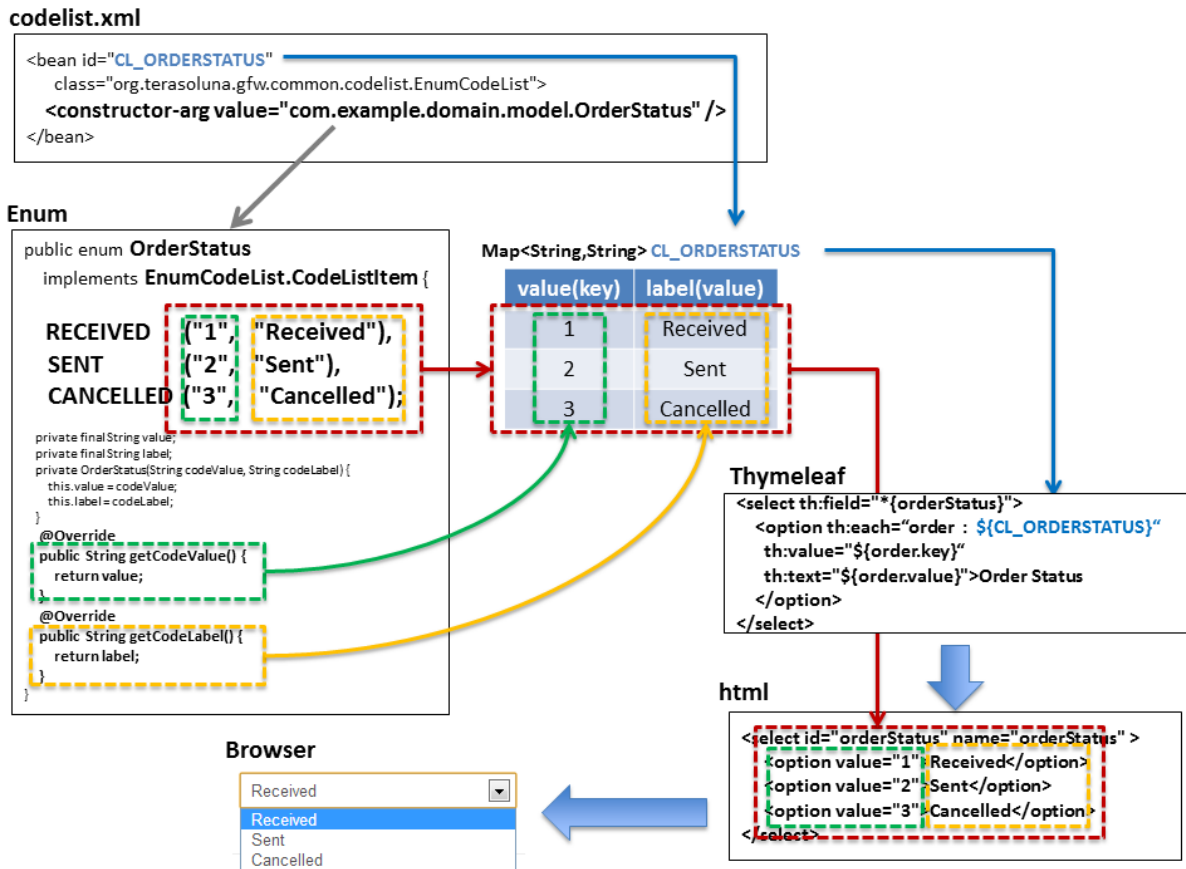 codelist.xml
<bean id="CL_ORDERSTATUS"
class="org.terasoluna.gfw.common.codelist.EnumCodeList">
<constructor-arg value="com.example.domain.model.OrderStatus" />
</bean>
Enum
public enum OrderStatus
implements EnumCodeList.CodeListItem {
RECEIVED ("1", "Received"),
SENT ("2", "Sent"),
CANCELLED ("3", "Cancelled");
private final String value;
private final String label;
private OrderStatus(String codeValue, String codeLabel) {
this.value = codeValue;
this.label = codeLabel;
}
@Override
public String getCodeValue() {
return value;
}
@Override
public String getCodeLabel() {
return label;
}
}
Map<String,String> CL_ORDERSTATUS
value(key) label(value)
1 Received
2 Sent
3 Cancelled
Thymeleaf
<select th:field="*{orderStatus}">
<option th:each=“order : ${CL_ORDERSTATUS}“
th:value="${order.key}“
th:text="${order.value}">Order Status
</option>
</select>
html
<select id="orderStatus" name="orderStatus" >
<option value="1">Received</option>
<option value="2">Sent</option>
<option value="3">Cancelled</option>
</select>
Browser
Received
Received
Sent
Cancelled